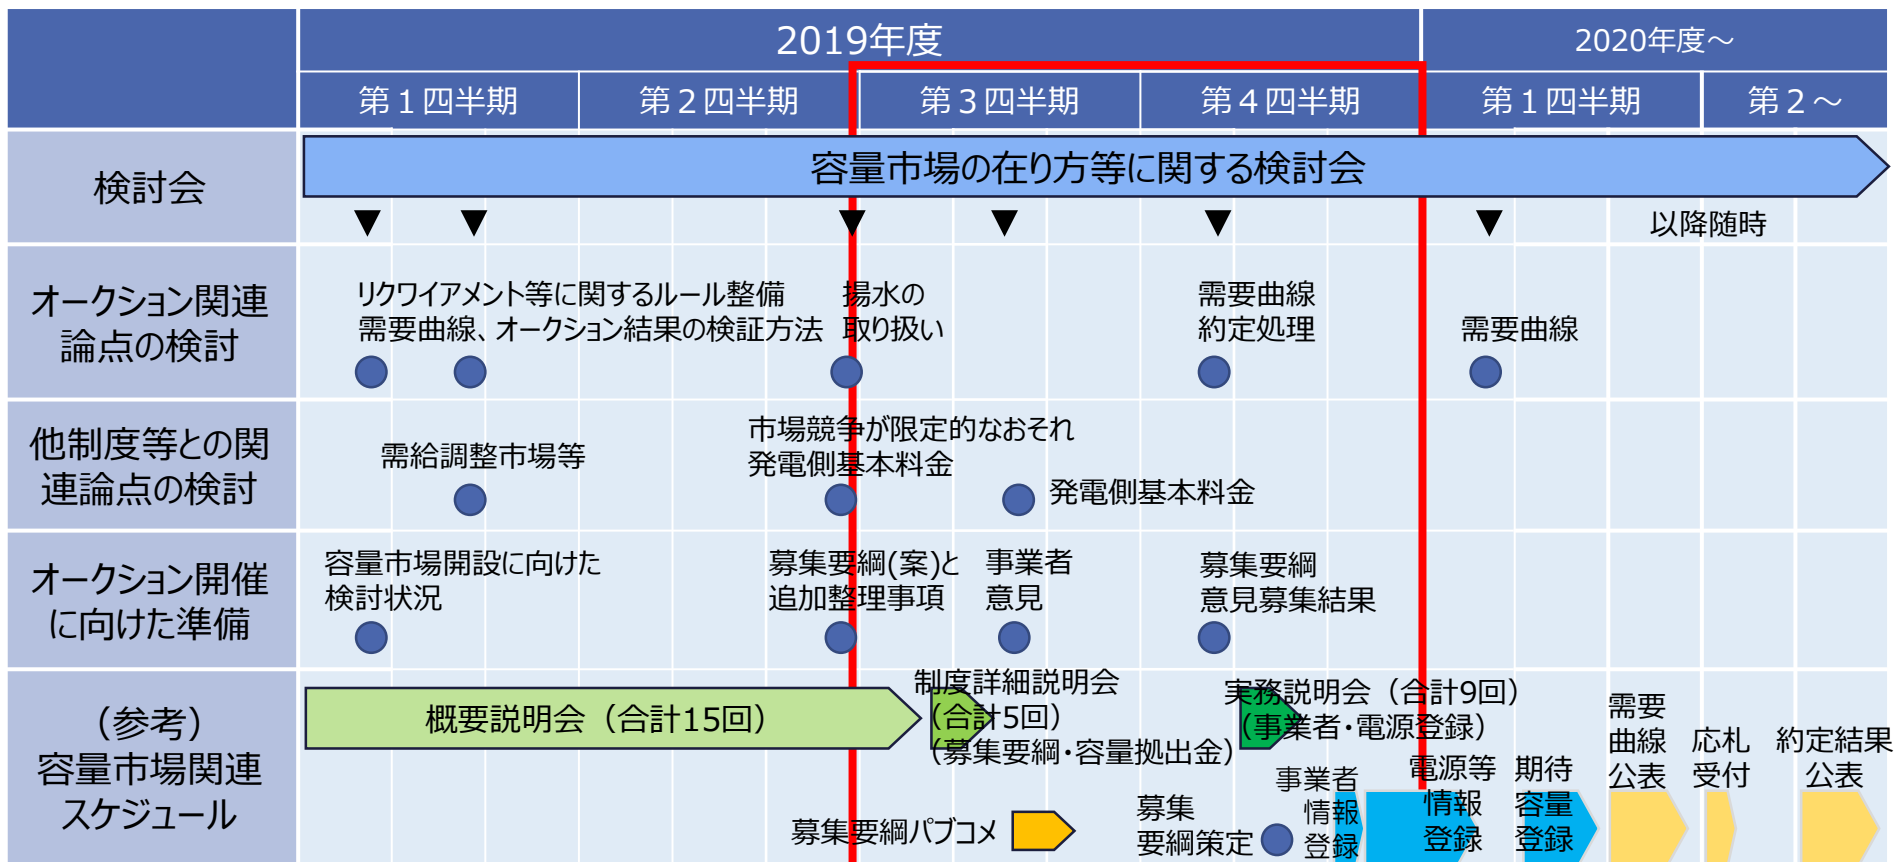 2019年度
2020年度～
第１四半期
第２四半期
第３四半期
第４四半期
第１四半期
第２～
検討会
容量市場の在り方等に関する検討会
以降随時
オークション関連
論点の検討
リクワイアメント等に関するルール整備
需要曲線、オークション結果の検証方法
揚水の
取り扱い
需要曲線
約定処理
需要曲線
他制度等との関
連論点の検討
需給調整市場等
市場競争が限定的なおそれ
発電側基本料金
発電側基本料金
オークション開催
に向けた準備
容量市場開設に向けた
検討状況
募集要綱(案)と
追加整理事項
事業者
意見
募集要綱
意見募集結果
（参考）
容量市場関連
スケジュール
概要説明会（合計15回）
制度詳細説明会
（合計5回）
（募集要綱・容量拠出金）
実務説明会（合計9回）
（事業者・電源登録）
募集要綱パブコメ
募集
要綱策定
事業者
情報
登録
電源等
情報
登録
期待
容量
登録
需要
曲線
公表
応札
受付
約定結果
公表